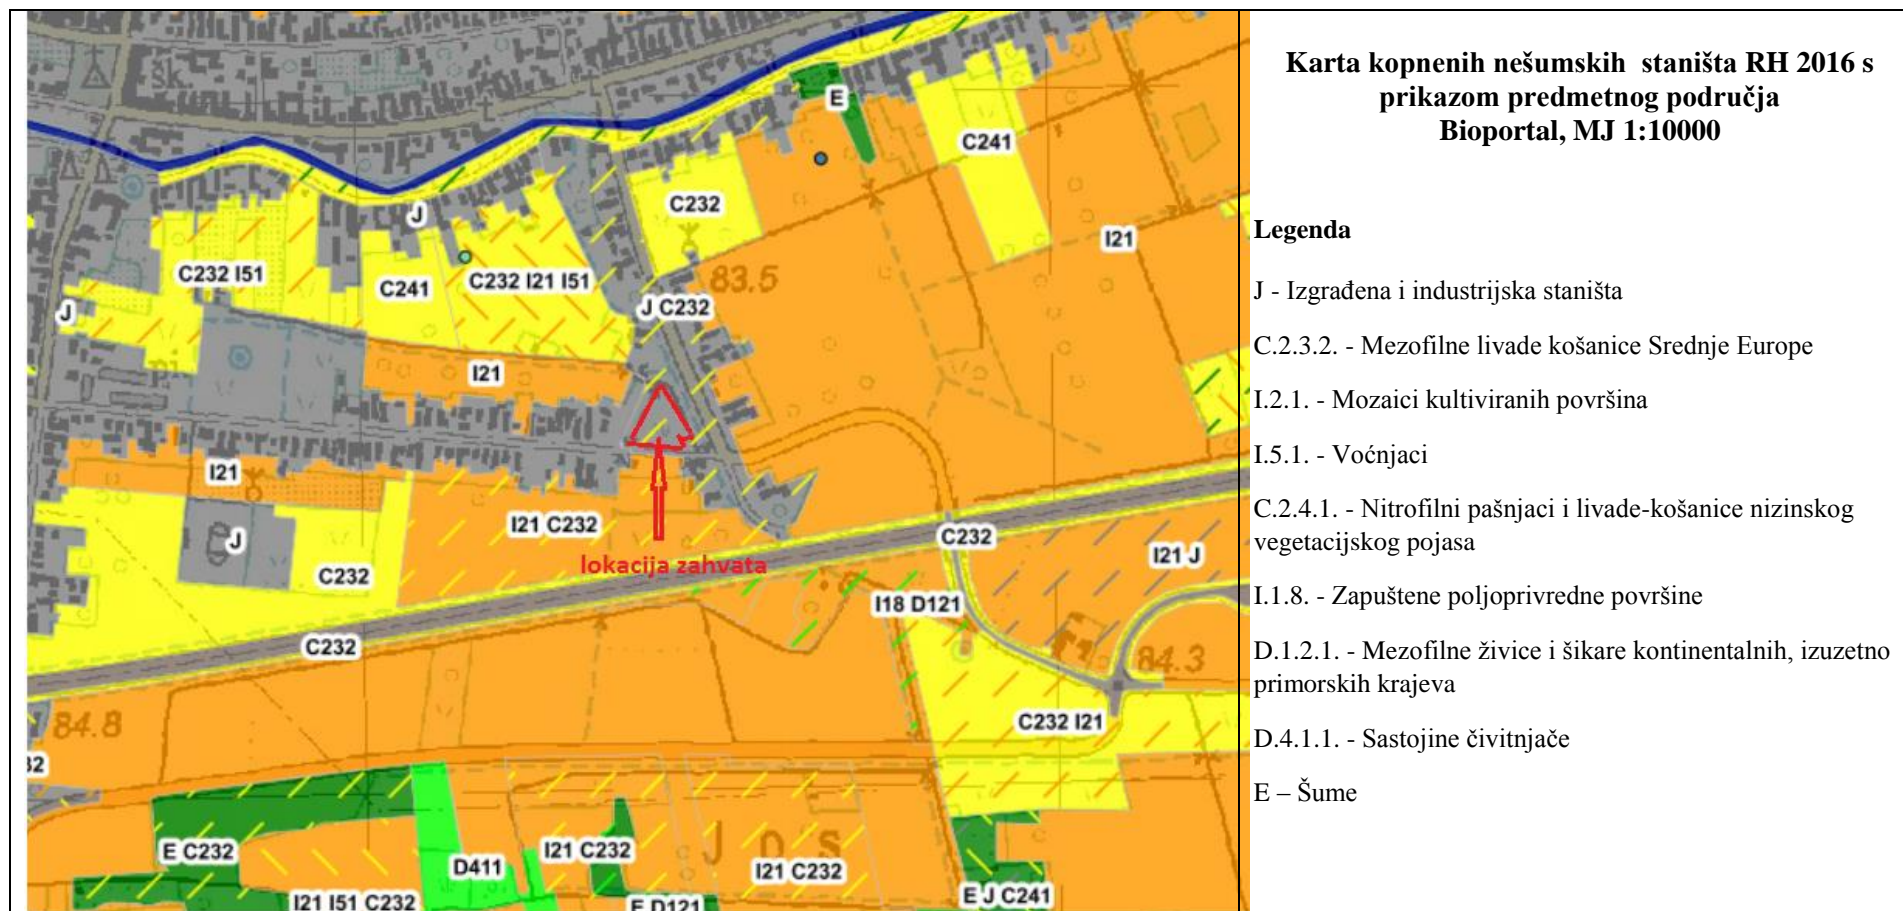 Karta kopnenih nešumskih staništa RH 2016 s
prikazom predmetnog područja
Bioportal, MJ 1:10000
Legenda
J - Izgrađena i industrijska staništa
C.2.3.2. - Mezofilne livade košanice Srednje Europe
I.2.1. - Mozaici kultiviranih površina
I.5.1. - Voćnjaci
C.2.4.1. - Nitrofilni pašnjaci i livade-košanice nizinskog
vegetacijskog pojasa
I.1.8. - Zapuštene poljoprivredne površine
D.1.2.1. - Mezofilne živice i šikare kontinentalnih, izuzetno
primorskih krajeva
D.4.1.1. - Sastojine čivitnjače
E – Šume
šk
E
C241
C232
J
I21
C232 I51
C241
C232 I21 I51
83.5
J C232
J
I21
I21
I21 C232
J
C232
lokacija zahvata
C232
I21 J
I18 D121
C232
84.3
84.8
C232 I21
J o s
E C232
D411
I21 C232
I21 C232
I21 I51 C232
E D121
E J C241